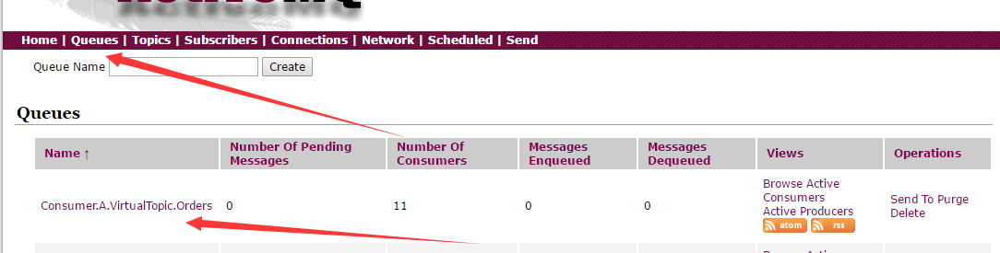 Home | Queues | Topics | Subscribers | Connections | Network | Scheduled | Send
Queue Name Create
Queues
Name ↑ Number Of Pending Messages Number Of Consumers Messages Enqueued Messages Dequeued Views Operations
Consumer.A.VirtualTopic.Orders 0 11 0 0
Browse Active
Consumers
Active Producers
atom rss
Send To Purge
Delete